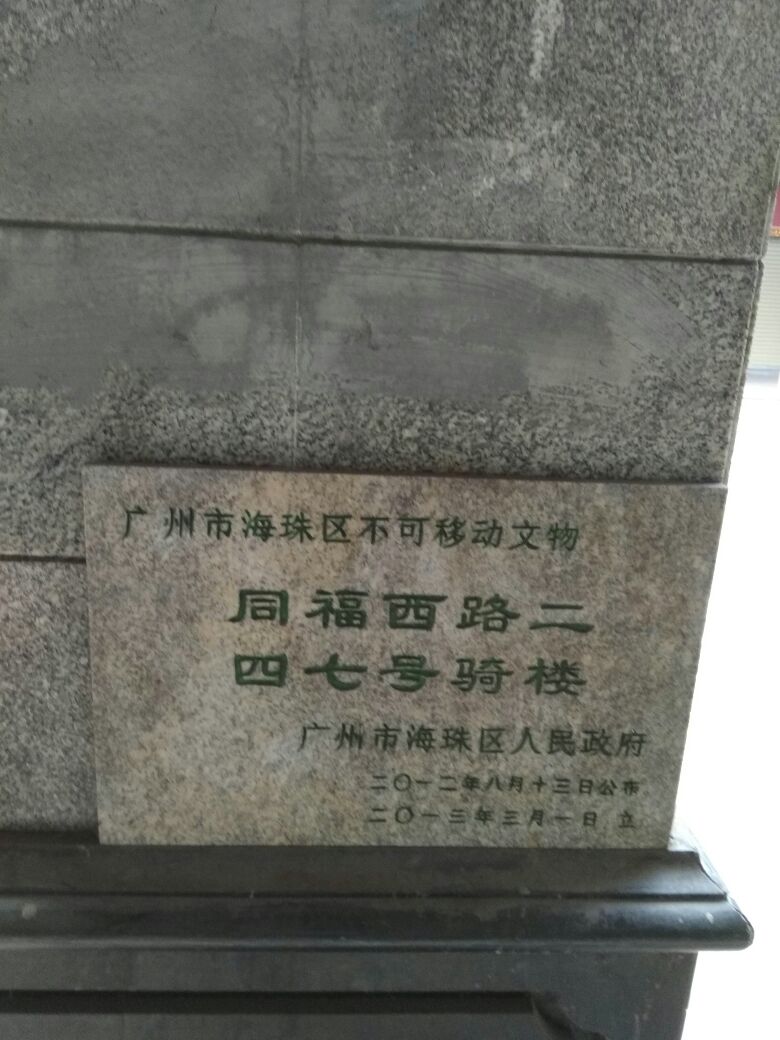 广州市海珠区不可移动文物
同福西路二
四七号骑楼
广州市海珠区人民政府
二〇一二年八月十三日公布
二〇一三年三月一日 立